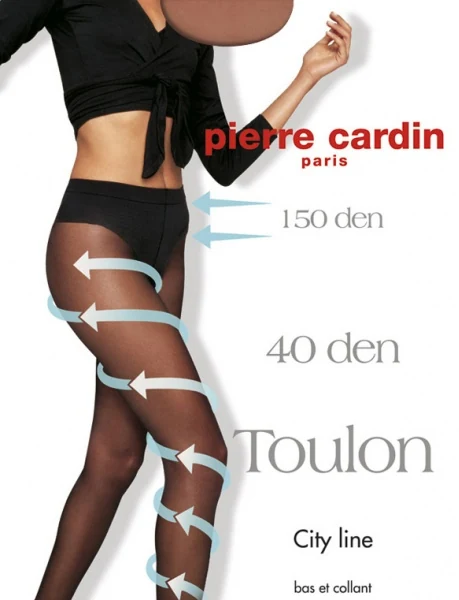 pierre cardin
paris
150 den
40 den
Toulon
City line
bas et collant